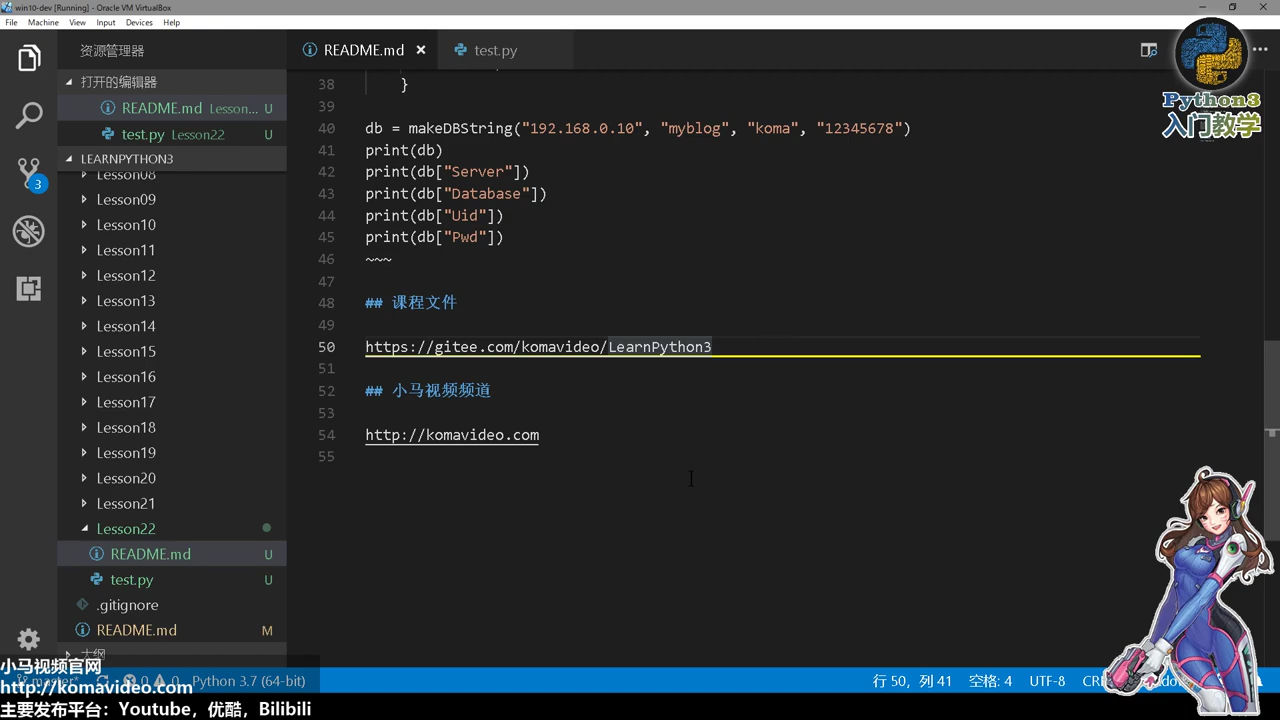 win10-dev [Running] - Oracle VM VirtualBox
File Machine View Input Devices Help
资源管理器
README.md
test.py
打开的编辑器
README.md Lesson... U
test.py Lesson22 U
LEARNPYTHON3
Lesson08
Lesson09
Lesson10
Lesson11
Lesson12
Lesson13
Lesson14
Lesson15
Lesson16
Lesson17
Lesson18
Lesson19
Lesson20
Lesson21
Lesson22
README.md U
test.py U
.gitignore
README.md M
大纲
3
38 }
39
40 db = makeDBString("192.168.0.10", "myblog", "koma", "12345678")
41 print(db)
42 print(db["Server"])
43 print(db["Database"])
44 print(db["Uid"])
45 print(db["Pwd"])
46 ~~~
47
48 ## 课程文件
49
50 https://gitee.com/komavideo/LearnPython3
51
52 ## 小马视频频道
53
54 http://komavideo.com
55
Python3
入门教学
小马视频官网
http://komavideo.com
主要发布平台：Youtube，优酷，Bilibili
master* 0 0 Python 3.7 (64-bit)
行 50，列 41 空格: 4 UTF-8